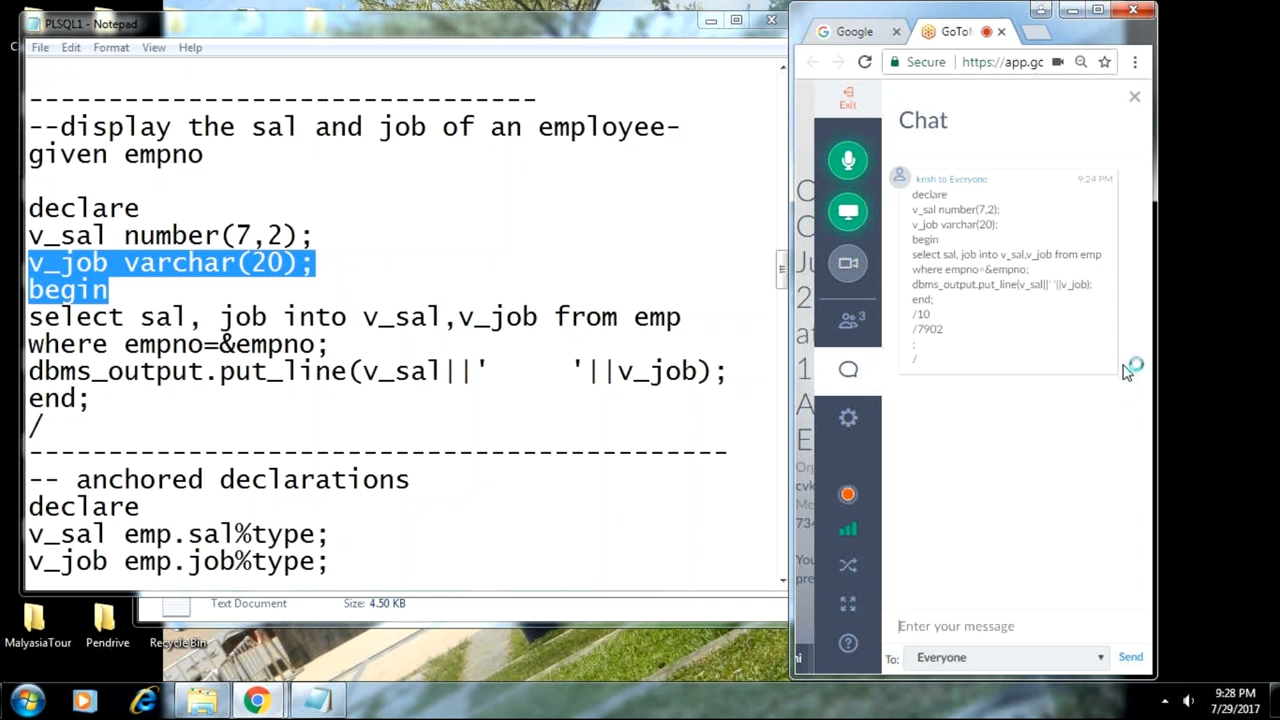 PLSQL1 - Notepad
File Edit Format View Help
--------------------------------
--display the sal and job of an employee-
given empno
declare
v_sal number(7,2);
v_job varchar(20);
begin
select sal, job into v_sal,v_job from emp
where empno=&empno;
dbms_output.put_line(v_sal||'      '||v_job);
end;
/
--------------------------------------------
-- anchored declarations
declare
v_sal emp.sal%type;
v_job emp.job%type;
Text Document Size: 4.50 KB
MalyasiaTour Pendrive Recycle Bin
Google GoToM
Secure https://app.gc
Exit
3
Chat
krish to Everyone 9:24 PM
declare
v_sal number(7,2);
v_job varchar(20);
begin
select sal, job into v_sal,v_job from emp
where empno=&empno;
dbms_output.put_line(v_sal||' '||v_job);
end;
/10
/7902
;
/
Enter your message
To: Everyone Send
9:28 PM
7/29/2017